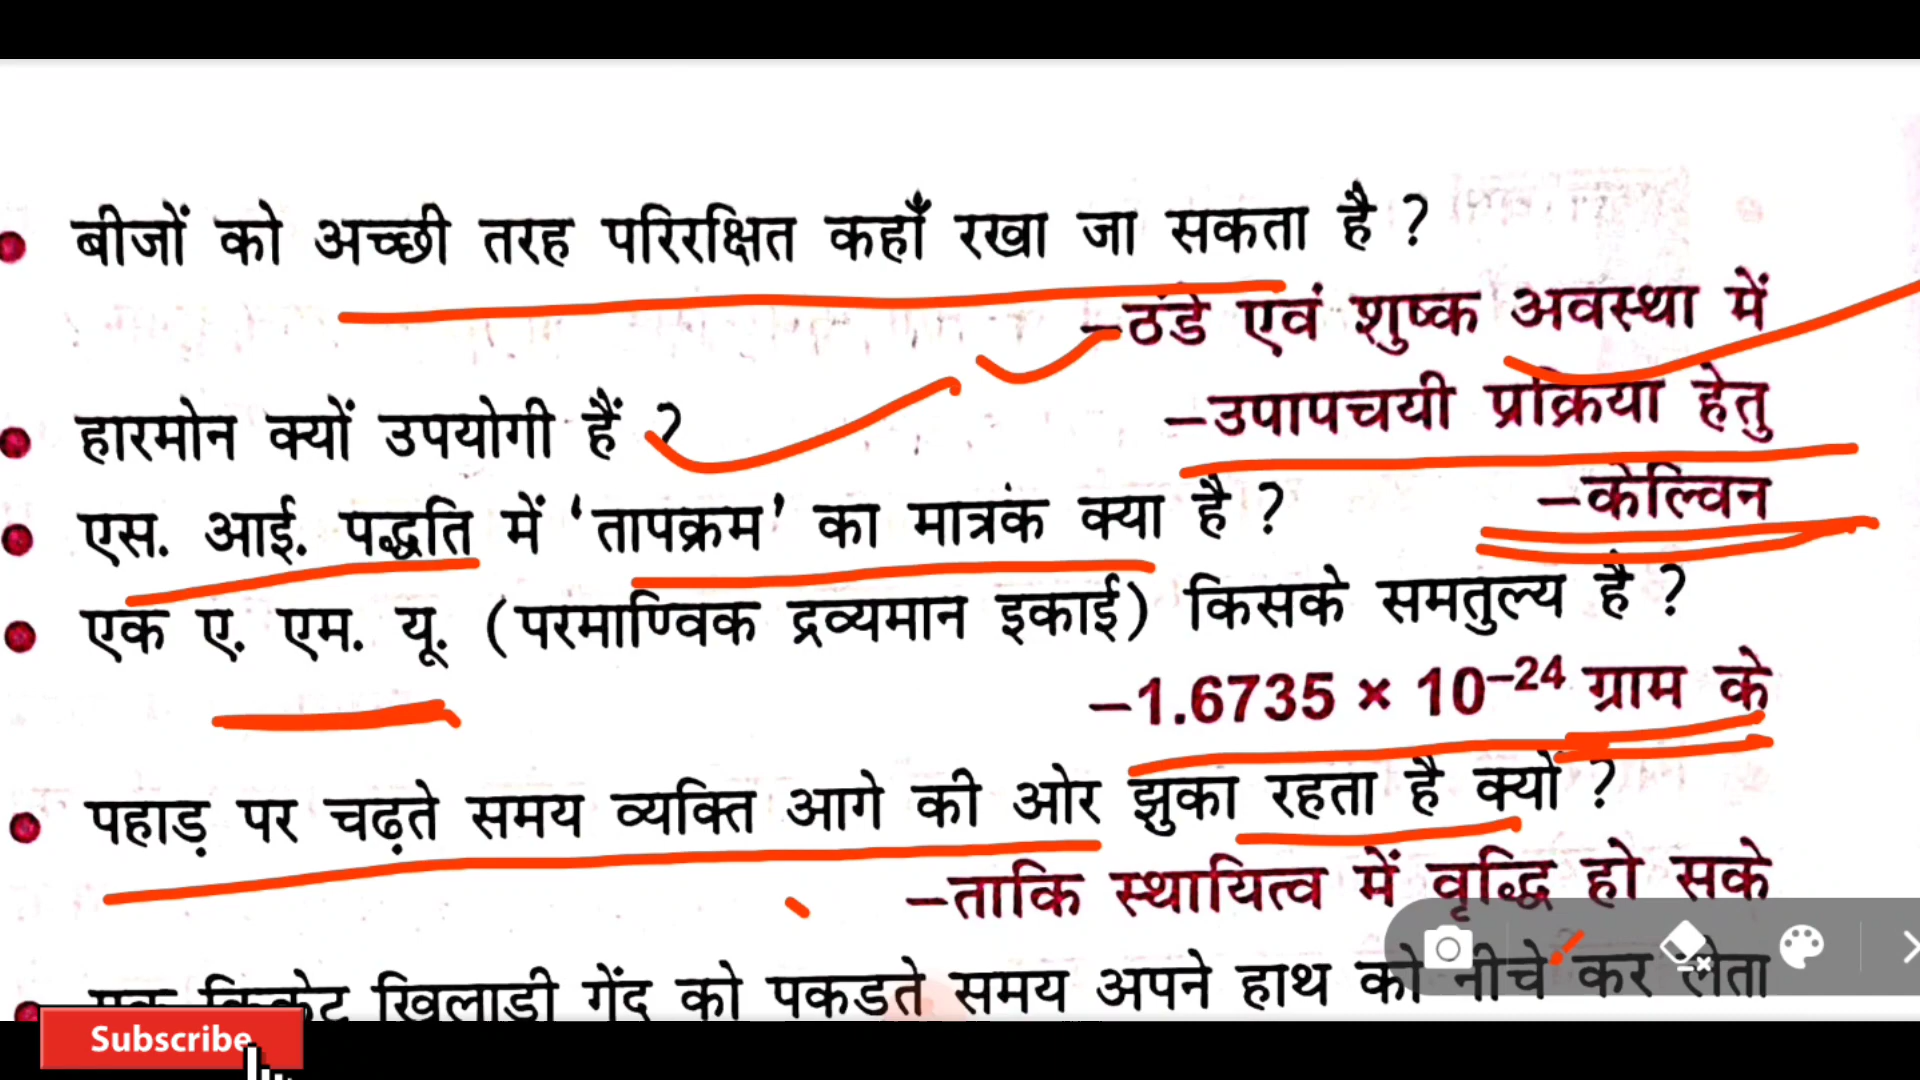 बीजों को अच्छी तरह परिरक्षित कहाँ रखा जा सकता है ?
–ठंडे एवं शुष्क अवस्था में
हारमोन क्यों उपयोगी हैं ?
–उपापचयी प्रक्रिया हेतु
एस. आई. पद्धति में ‘तापक्रम’ का मात्रकं क्या है ?
–केल्विन
एक ए. एम. यू. (परमाण्विक द्रव्यमान इकाई) किसके समतुल्य है ?
–1.6735 × 10⁻²⁴ ग्राम के
पहाड़ पर चढ़ते समय व्यक्ति आगे की ओर झुका रहता है क्यों ?
–ताकि स्थायित्व में वृद्धि हो सके
एक क्रिकेट खिलाड़ी गेंद को पकड़ते समय अपने हाथ को नीचे कर लेता
Subscribe